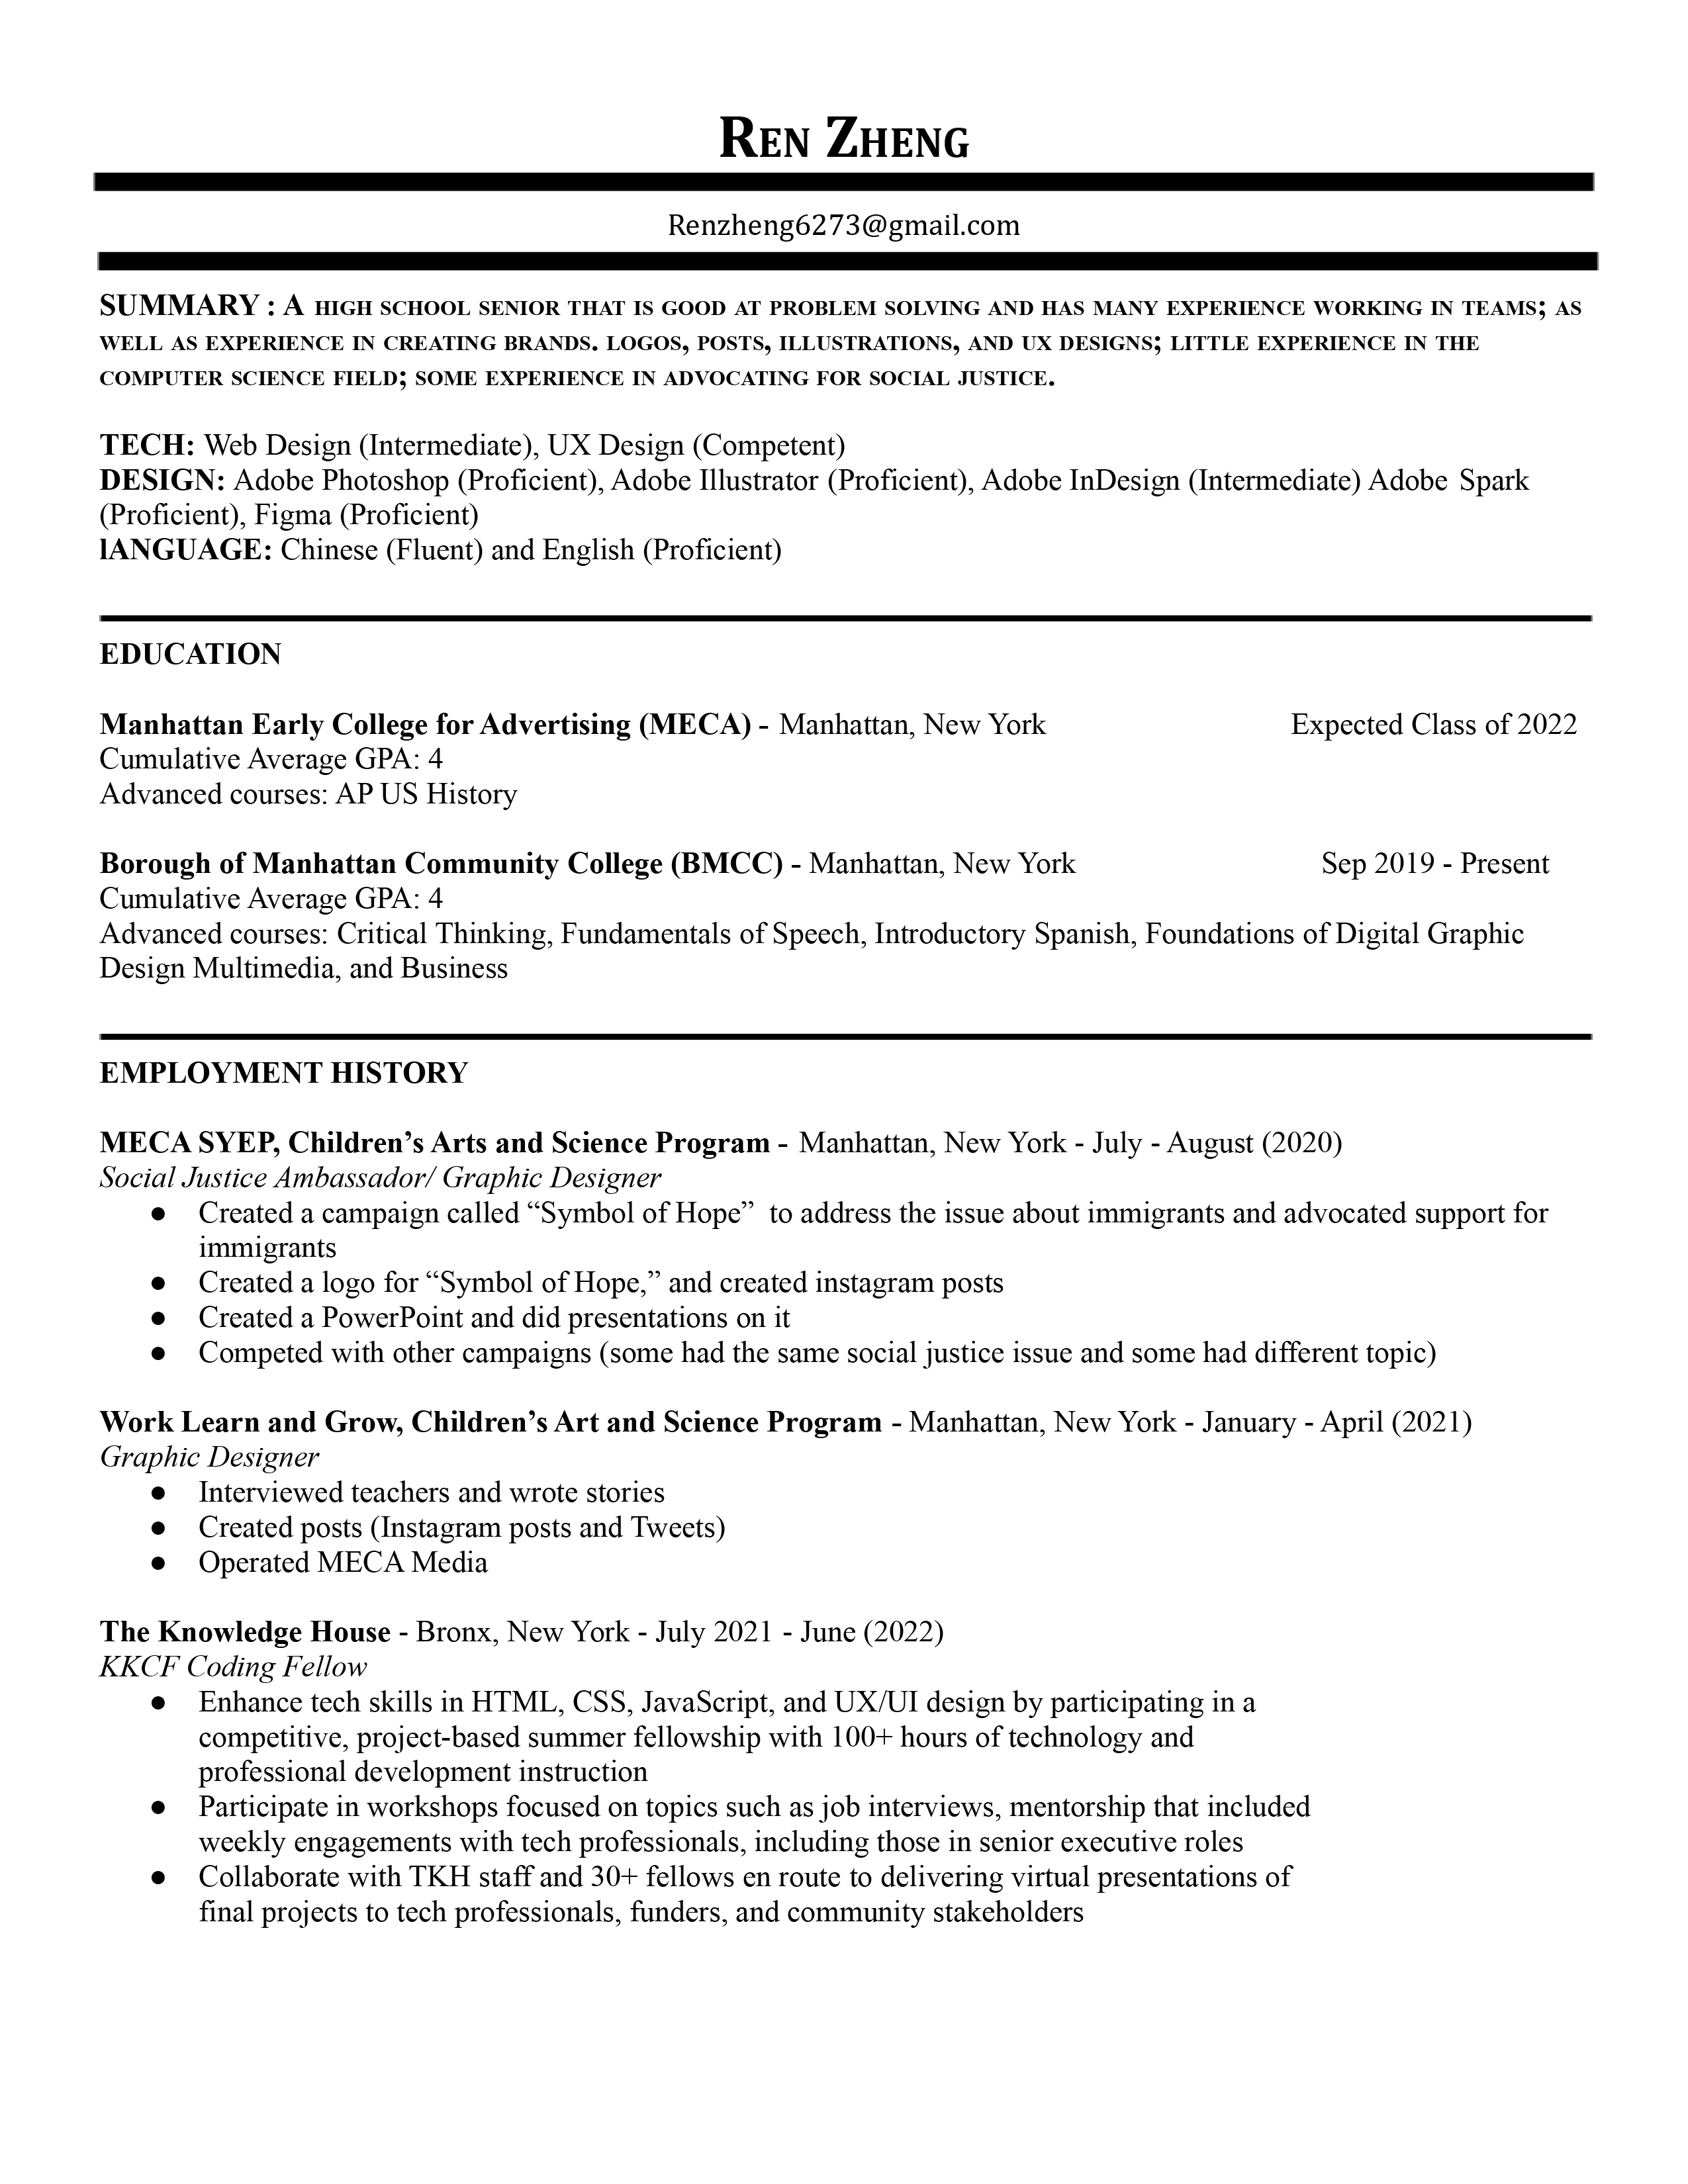 Ren Zheng
Renzheng6273@gmail.com
SUMMARY : A high school senior that is good at problem solving and has many experience working in teams; as
well as experience in creating brands. logos, posts, illustrations, and ux designs; little experience in the
computer science field; some experience in advocating for social justice.
TECH: Web Design (Intermediate), UX Design (Competent)
DESIGN: Adobe Photoshop (Proficient), Adobe Illustrator (Proficient), Adobe InDesign (Intermediate) Adobe Spark
(Proficient), Figma (Proficient)
lANGUAGE: Chinese (Fluent) and English (Proficient)
EDUCATION
Manhattan Early College for Advertising (MECA) - Manhattan, New York Expected Class of 2022
Cumulative Average GPA: 4
Advanced courses: AP US History
Borough of Manhattan Community College (BMCC) - Manhattan, New York Sep 2019 - Present
Cumulative Average GPA: 4
Advanced courses: Critical Thinking, Fundamentals of Speech, Introductory Spanish, Foundations of Digital Graphic
Design Multimedia, and Business
EMPLOYMENT HISTORY
MECA SYEP, Children’s Arts and Science Program - Manhattan, New York - July - August (2020)
Social Justice Ambassador/ Graphic Designer
● Created a campaign called “Symbol of Hope” to address the issue about immigrants and advocated support for
immigrants
● Created a logo for “Symbol of Hope,” and created instagram posts
● Created a PowerPoint and did presentations on it
● Competed with other campaigns (some had the same social justice issue and some had different topic)
Work Learn and Grow, Children’s Art and Science Program - Manhattan, New York - January - April (2021)
Graphic Designer
● Interviewed teachers and wrote stories
● Created posts (Instagram posts and Tweets)
● Operated MECA Media
The Knowledge House - Bronx, New York - July 2021 - June (2022)
KKCF Coding Fellow
● Enhance tech skills in HTML, CSS, JavaScript, and UX/UI design by participating in a
competitive, project-based summer fellowship with 100+ hours of technology and
professional development instruction
● Participate in workshops focused on topics such as job interviews, mentorship that included
weekly engagements with tech professionals, including those in senior executive roles
● Collaborate with TKH staff and 30+ fellows en route to delivering virtual presentations of
final projects to tech professionals, funders, and community stakeholders